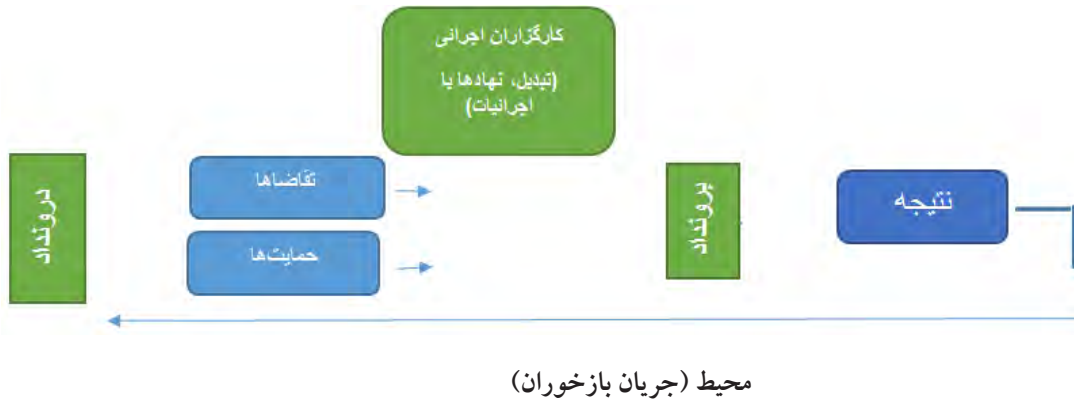 کارگزاران اجرائی
(تبدیل، نهادها یا
اجرائیات)
درونداد
تقاضاها
حمایت‌ها
برونداد
نتیجه
محیط (جریان بازخوران)